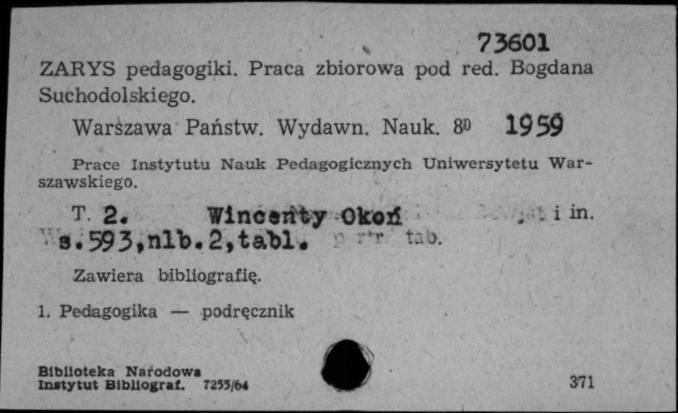 73601
ZARYS pedagogiki. Praca zbiorowa pod red. Bogdana
Suchodolskiego.
Warszawa Państw. Wydawn. Nauk. 8⁰ 1959
Prace Instytutu Nauk Pedagogicznych Uniwersytetu War-
szawskiego.
T. 2. Wincenty Okoń i in.
s.593,nlb.2,tabl. tab.
Zawiera bibliografię.
1. Pedagogika — podręcznik
Biblioteka Narodowa
Instytut Bibliograf. 7255/64
371